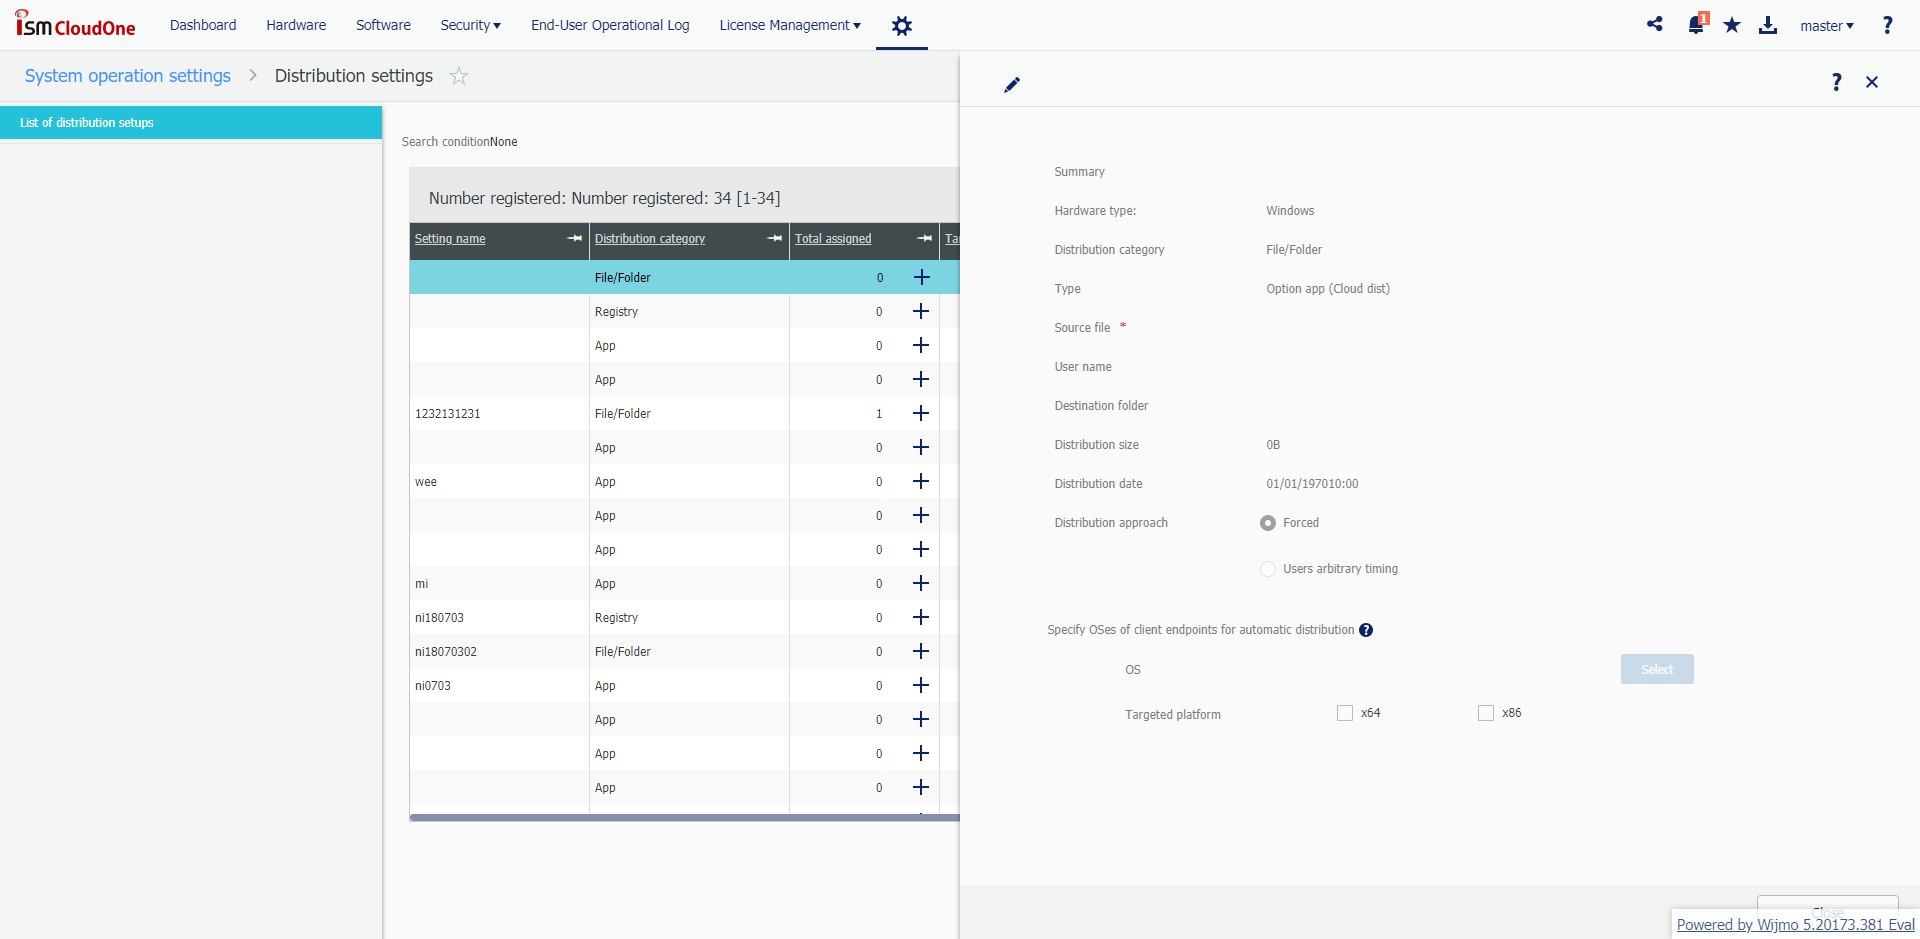 iSM CloudOne
Dashboard Hardware Software Security End-User Operational Log License Management 1 master ?
System operation settings > Distribution settings
? ×
List of distribution setups
Search conditionNone
Number registered: Number registered: 34 [1-34]
Setting name Distribution category Total assigned Ta
File/Folder 0 +
Registry 0 +
App 0 +
App 0 +
1232131231 File/Folder 1 +
App 0 +
wee App 0 +
App 0 +
App 0 +
mi App 0 +
ni180703 Registry 0 +
ni18070302 File/Folder 0 +
ni0703 App 0 +
App 0 +
App 0 +
App 0 +
Summary
Hardware type: Windows
Distribution category File/Folder
Type Option app (Cloud dist)
Source file *
User name
Destination folder
Distribution size 0B
Distribution date 01/01/197010:00
Distribution approach Forced
Users arbitrary timing
Specify OSes of client endpoints for automatic distribution ?
OS Select
Targeted platform x64 x86
Close
Powered by Wijmo 5.20173.381 Eval